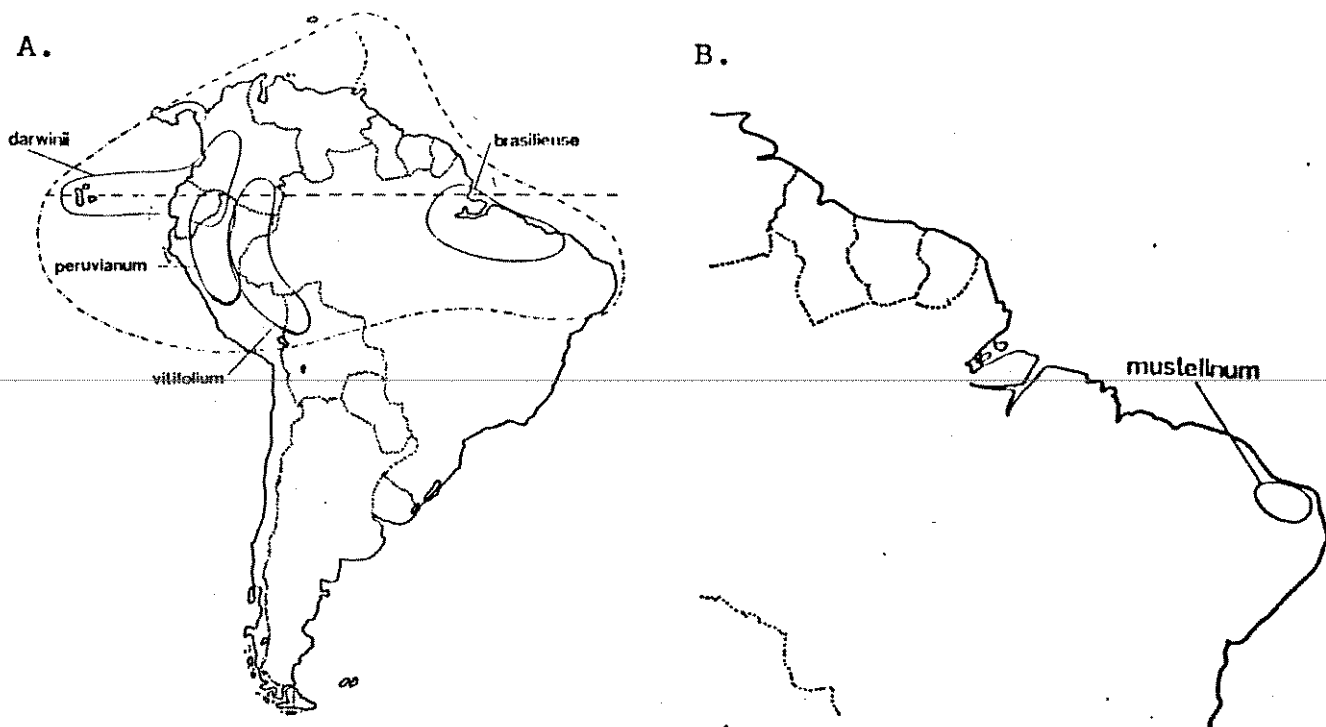 A.
darwinii
brasiliense
peruvianum
vitifolium
B.
mustelinum